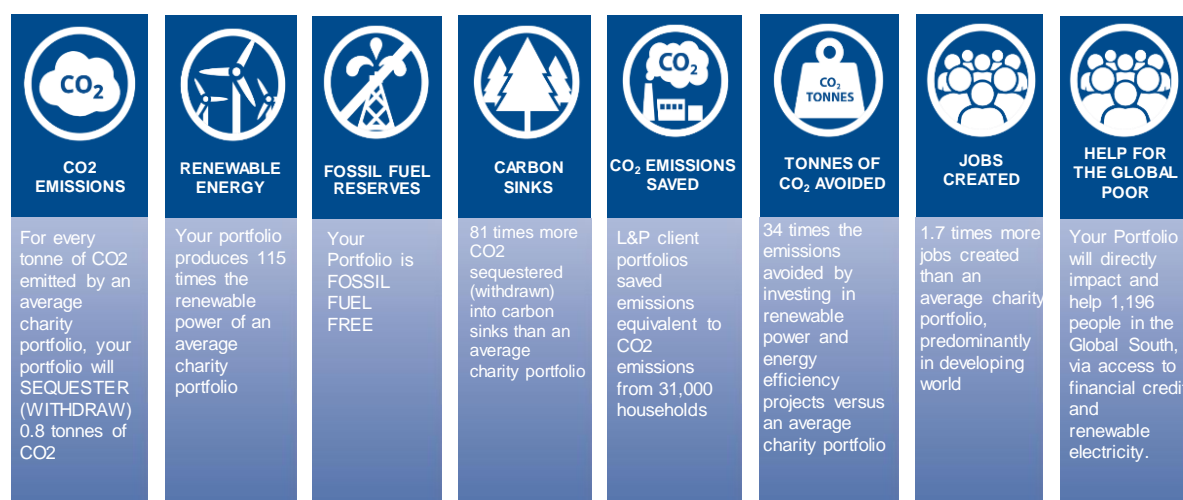 CO₂
CO2
EMISSIONS
For every
tonne of CO2
emitted by an
average
charity
portfolio, your
portfolio will
SEQUESTER
(WITHDRAW)
0.8 tonnes of
CO2
RENEWABLE
ENERGY
Your portfolio
produces 115
times the
renewable
power of an
average
charity
portfolio
FOSSIL FUEL
RESERVES
Your
Portfolio is
FOSSIL
FUEL
FREE
CARBON
SINKS
81 times more
CO2
sequestered
(withdrawn)
into carbon
sinks than an
average
charity portfolio
CO₂
CO₂ EMISSIONS
SAVED
L&P client
portfolios
saved
emissions
equivalent to
CO2
emissions
from 31,000
households
CO₂
TONNES
TONNES OF
CO₂ AVOIDED
34 times the
emissions
avoided by
investing in
renewable
power and
energy
efficiency
projects versus
an average
charity portfolio
JOBS
CREATED
1.7 times more
jobs created
than an
average charity
portfolio,
predominantly
in developing
world
HELP FOR
THE GLOBAL
POOR
Your Portfolio
will directly
impact and
help 1,196
people in the
Global South,
via access to
financial credit
and
renewable
electricity.